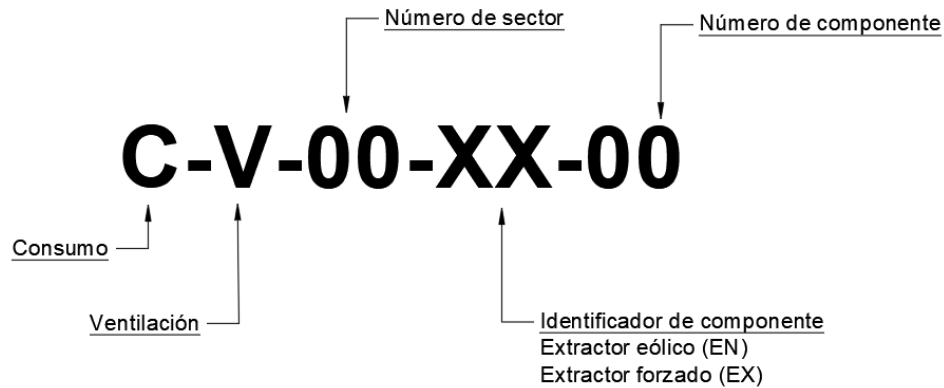 Número de sector
Número de componente
C-V-00-XX-00
Consumo
Ventilación
Identificador de componente
Extractor eólico (EN)
Extractor forzado (EX)